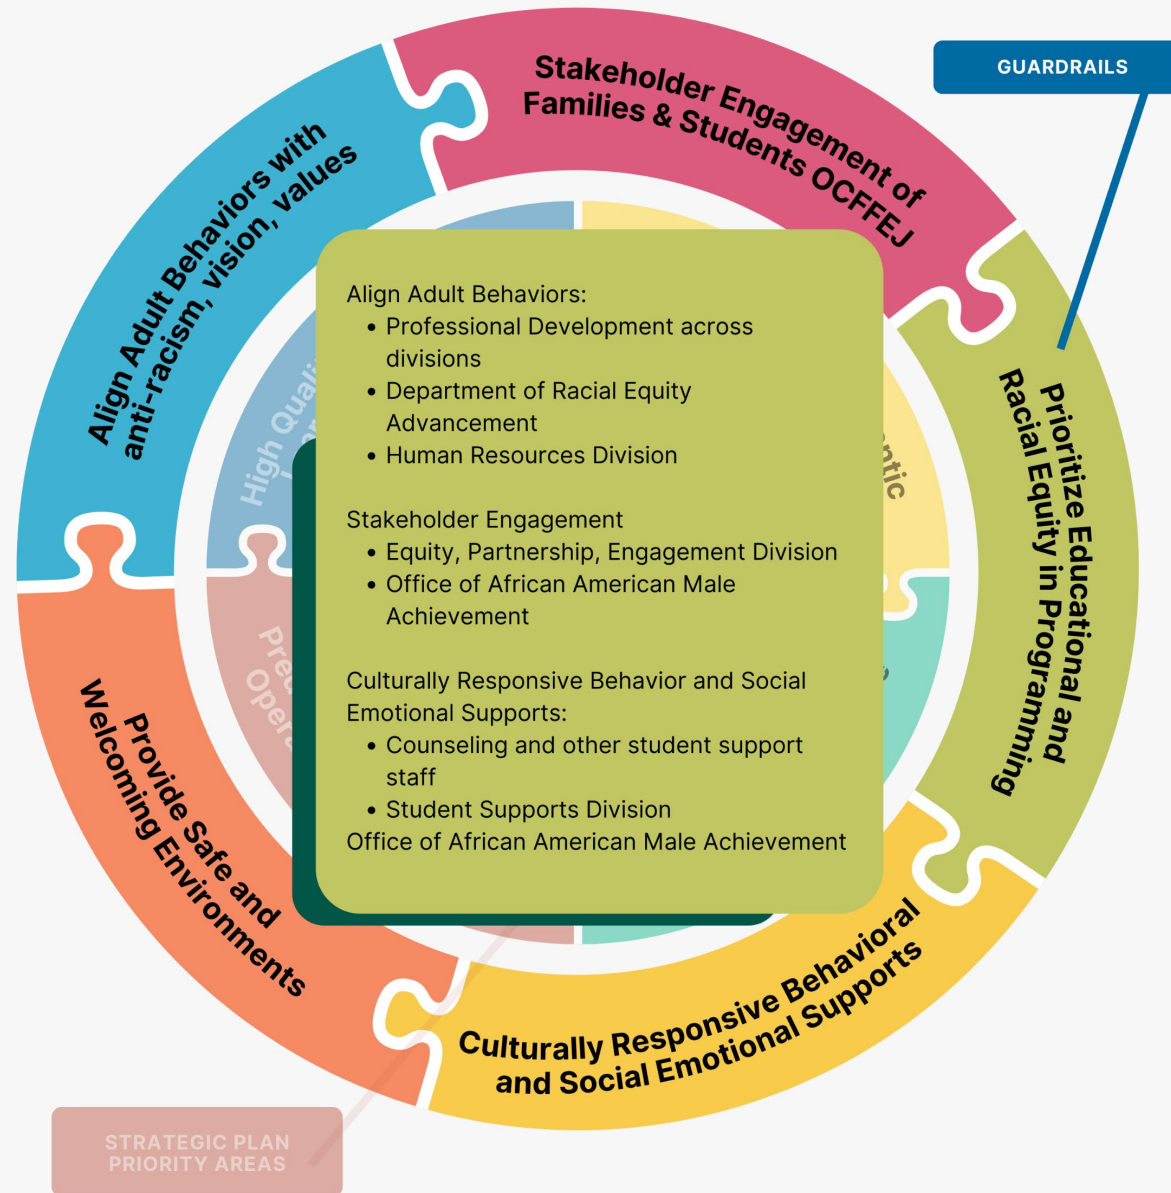 GUARDRAILS
Stakeholder Engagement of
Families & Students OCFFEJ
Align Adult Behaviors with
anti-racism, vision, values
Prioritize Educational and
Racial Equity in Programming
Align Adult Behaviors:
• Professional Development across
divisions
• Department of Racial Equity
Advancement
• Human Resources Division
Stakeholder Engagement
• Equity, Partnership, Engagement Division
• Office of African American Male
Achievement
Culturally Responsive Behavior and Social
Emotional Supports:
• Counseling and other student support
staff
• Student Supports Division
Office of African American Male Achievement
High
Provide Safe and
Welcoming Environments
Culturally Responsive Behavioral
and Social Emotional Supports
STRATEGIC PLAN
PRIORITY AREAS